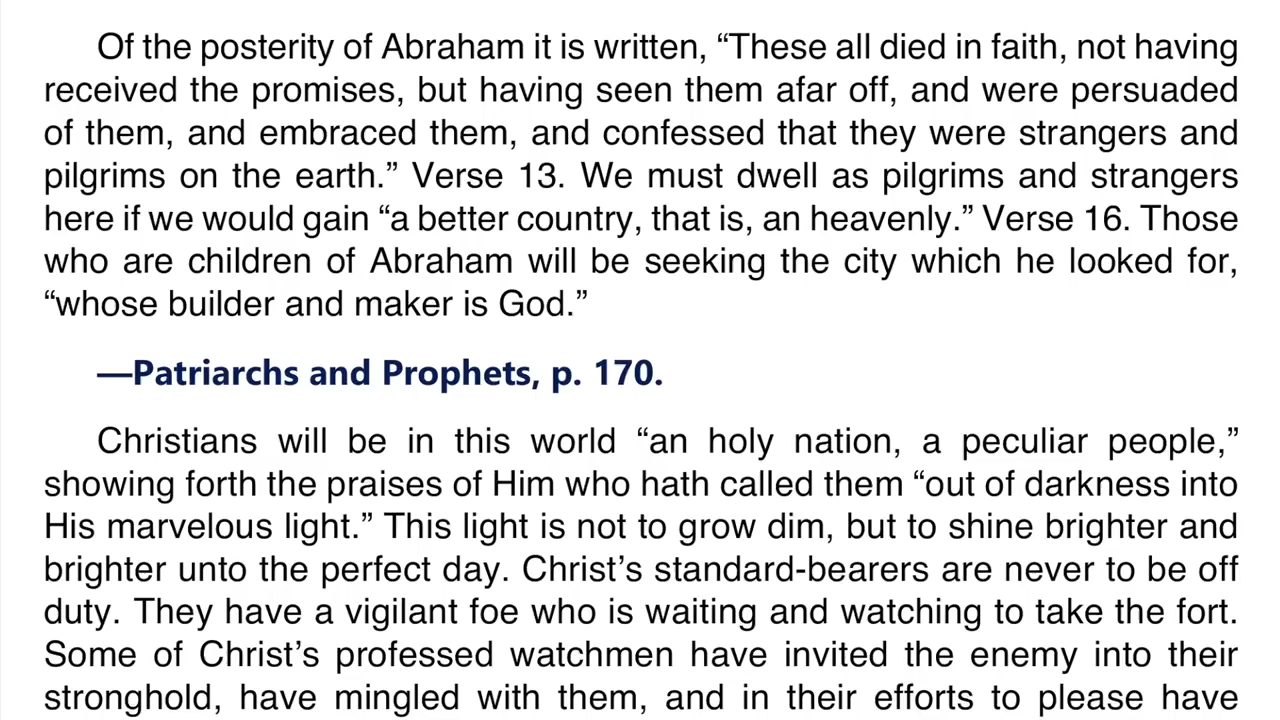 Of the posterity of Abraham it is written, “These all died in faith, not having
received the promises, but having seen them afar off, and were persuaded
of them, and embraced them, and confessed that they were strangers and
pilgrims on the earth.” Verse 13. We must dwell as pilgrims and strangers
here if we would gain “a better country, that is, an heavenly.” Verse 16. Those
who are children of Abraham will be seeking the city which he looked for,
“whose builder and maker is God.”
—Patriarchs and Prophets, p. 170.
Christians will be in this world “an holy nation, a peculiar people,”
showing forth the praises of Him who hath called them “out of darkness into
His marvelous light.” This light is not to grow dim, but to shine brighter and
brighter unto the perfect day. Christ’s standard-bearers are never to be off
duty. They have a vigilant foe who is waiting and watching to take the fort.
Some of Christ’s professed watchmen have invited the enemy into their
stronghold, have mingled with them, and in their efforts to please have